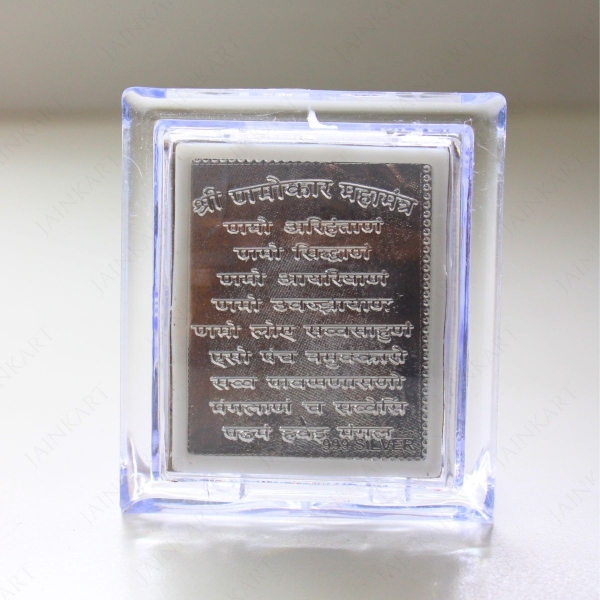 श्री णमोकार महामंत्र
णमो अरिहंताणं
णमो सिद्धाणं
णमो आयरियाणं
णमो उवज्झायाणं
णमो लोए सव्वसाहुणं
एसो पंच नमुक्कारो
सव्व पावप्पणासणो
मंगलाणं च सव्वेसि
पढमं हवइ मंगल
999 SILVER
JAINKART